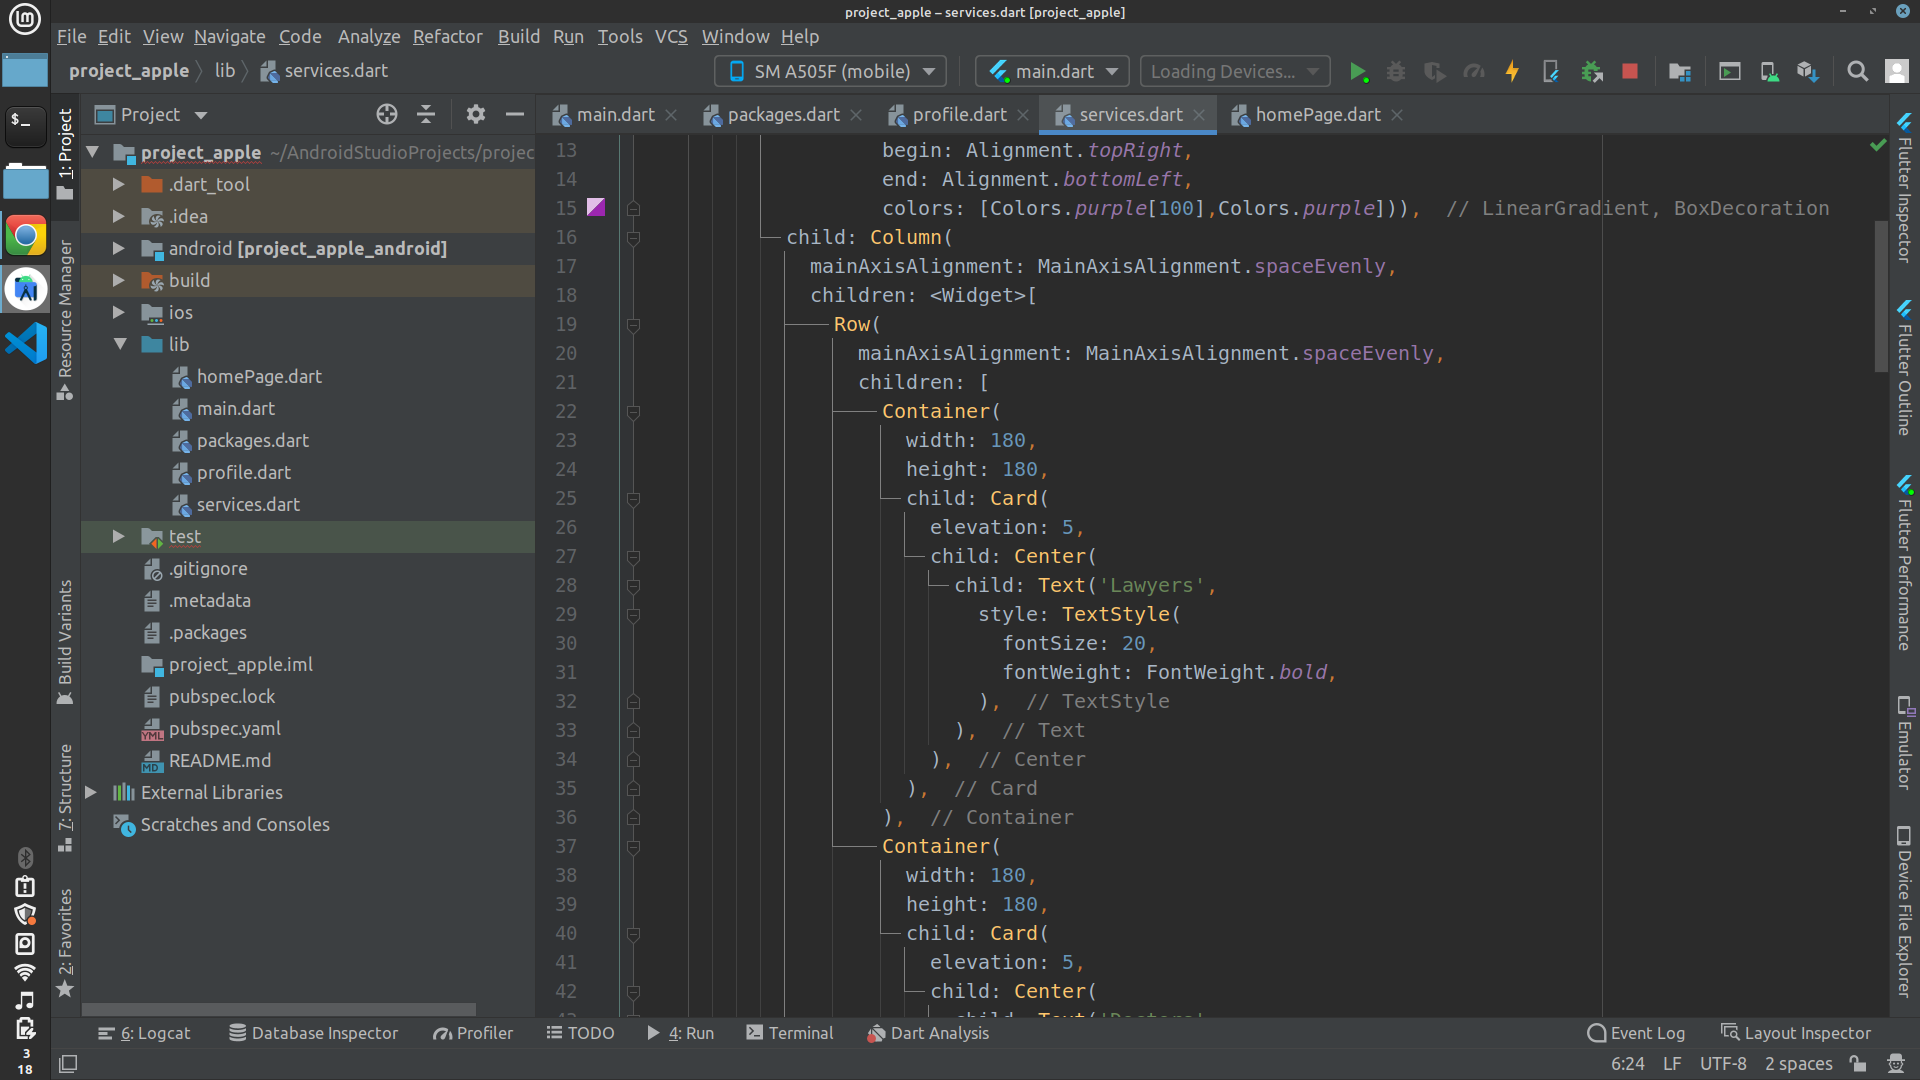 project_apple – services.dart [project_apple]
File Edit View Navigate Code Analyze Refactor Build Run Tools VCS Window Help
project_apple lib services.dart
SM A505F (mobile) main.dart Loading Devices...
Project
main.dart packages.dart profile.dart services.dart homePage.dart
1: Project
Resource Manager
Build Variants
7: Structure
2: Favorites
project_apple ~/AndroidStudioProjects/projec
.dart_tool
.idea
android [project_apple_android]
build
ios
lib
homePage.dart
main.dart
packages.dart
profile.dart
services.dart
test
.gitignore
.metadata
.packages
project_apple.iml
pubspec.lock
pubspec.yaml
README.md
External Libraries
Scratches and Consoles
13 begin: Alignment.topRight,
14 end: Alignment.bottomLeft,
15 colors: [Colors.purple[100],Colors.purple])), // LinearGradient, BoxDecoration
16 child: Column(
17 mainAxisAlignment: MainAxisAlignment.spaceEvenly,
18 children: <Widget>[
19 Row(
20 mainAxisAlignment: MainAxisAlignment.spaceEvenly,
21 children: [
22 Container(
23 width: 180,
24 height: 180,
25 child: Card(
26 elevation: 5,
27 child: Center(
28 child: Text('Lawyers',
29 style: TextStyle(
30 fontSize: 20,
31 fontWeight: FontWeight.bold,
32 ), // TextStyle
33 ), // Text
34 ), // Center
35 ), // Card
36 ), // Container
37 Container(
38 width: 180,
39 height: 180,
40 child: Card(
41 elevation: 5,
42 child: Center(
Flutter Inspector
Flutter Outline
Flutter Performance
Emulator
Device File Explorer
6: Logcat Database Inspector Profiler TODO 4: Run Terminal Dart Analysis Event Log Layout Inspector
6:24 LF UTF-8 2 spaces
3
18